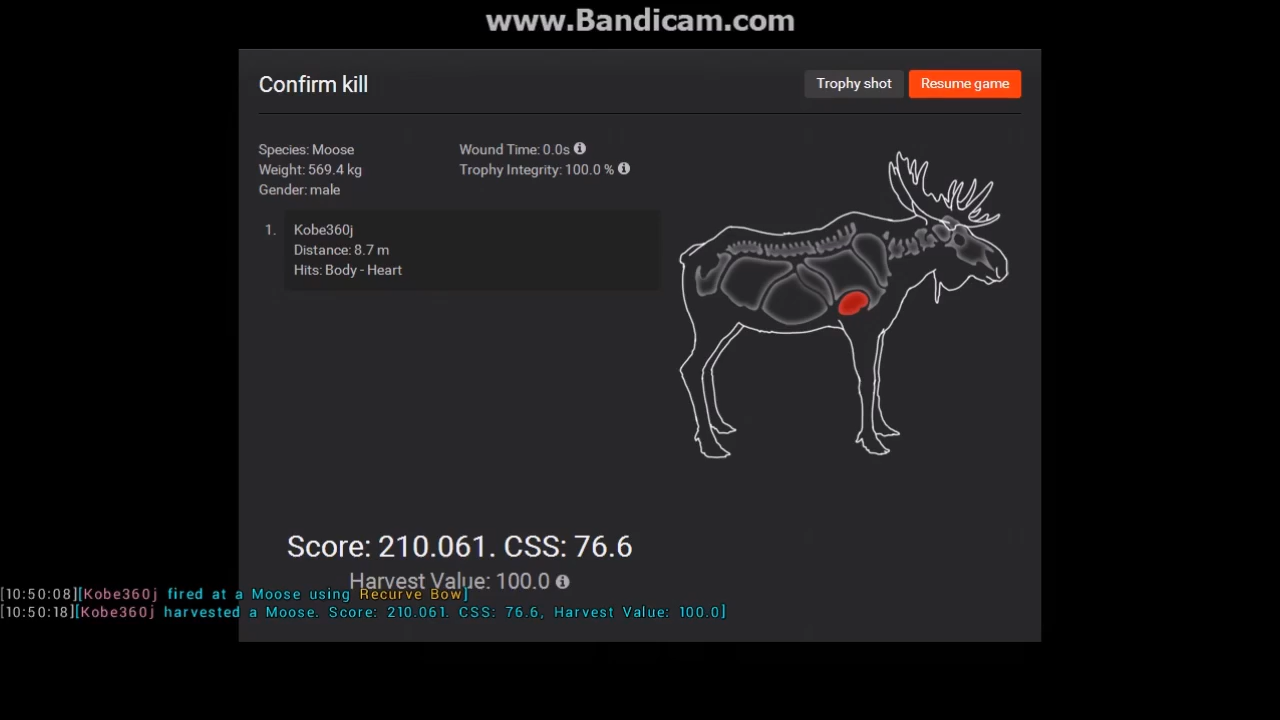 www.Bandicam.com
Confirm kill
Trophy shot
Resume game
Species: Moose
Weight: 569.4 kg
Gender: male
Wound Time: 0.0s
Trophy Integrity: 100.0 %
1.
Kobe360j
Distance: 8.7 m
Hits: Body - Heart
Score: 210.061. CSS: 76.6
Harvest Value: 100.0
[10:50:08][Kobe360j fired at a Moose using Recurve Bow]
[10:50:18][Kobe360j harvested a Moose. Score: 210.061. CSS: 76.6, Harvest Value: 100.0]